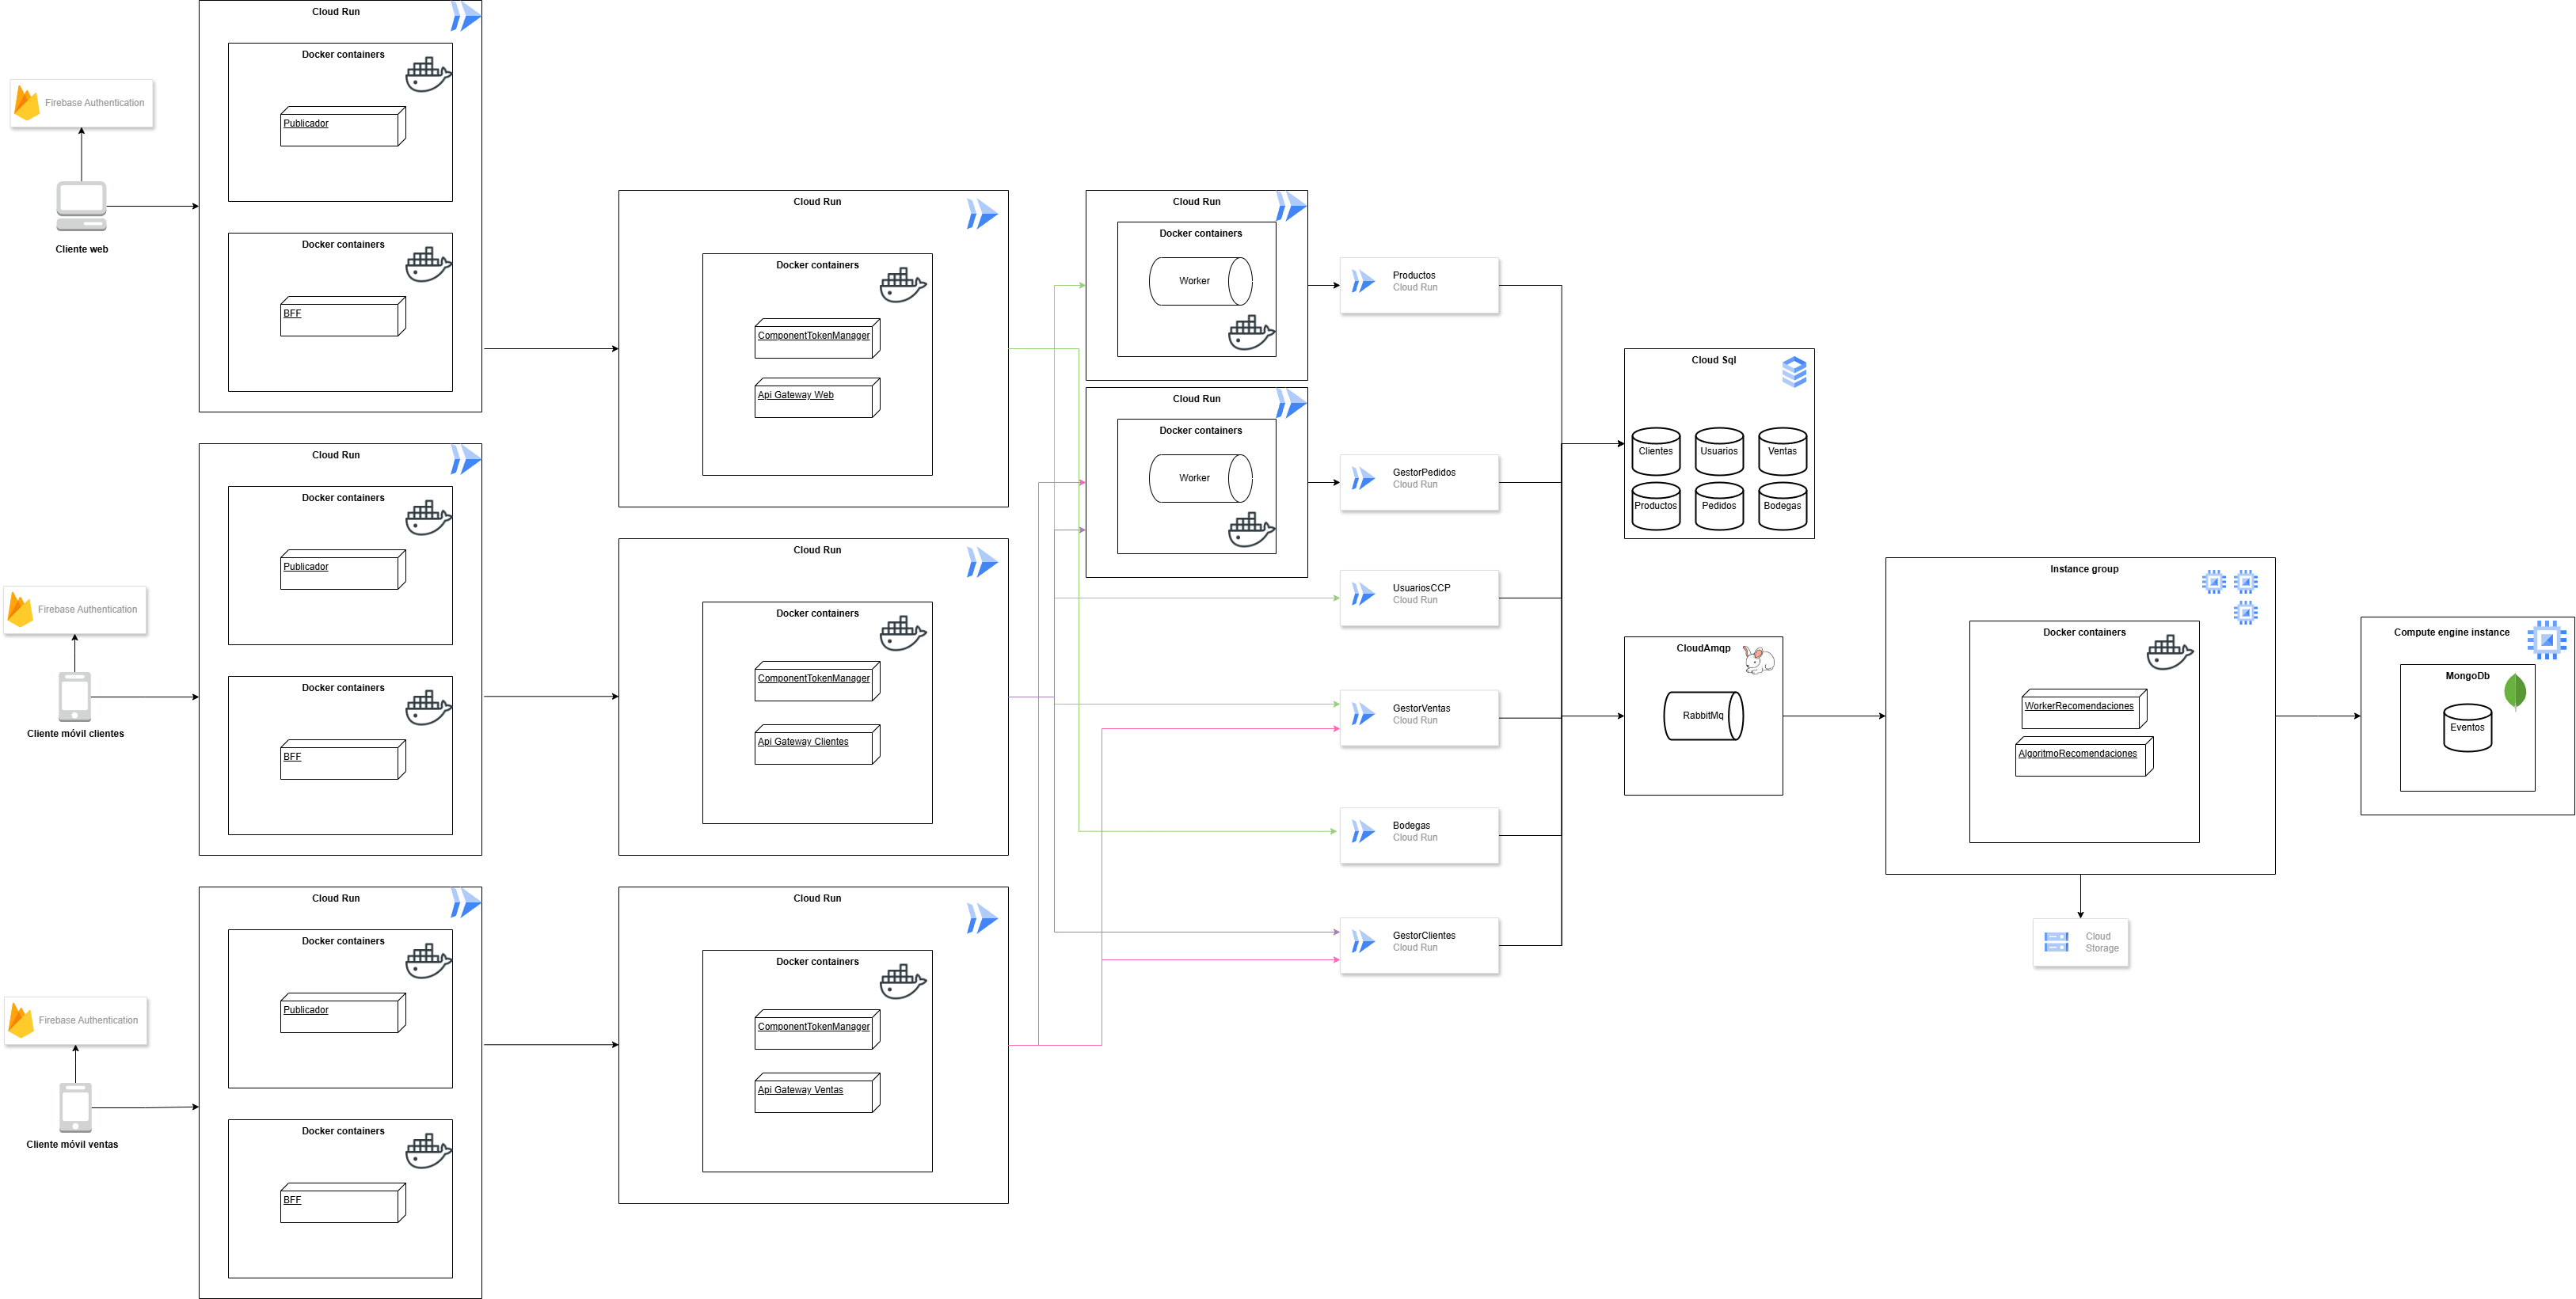 Cloud Run
Docker containers
Publicador
Docker containers
BFF
Firebase Authentication
Cliente web
Cloud Run
Docker containers
Publicador
Docker containers
BFF
Firebase Authentication
Cliente móvil clientes
Cloud Run
Docker containers
Publicador
Docker containers
BFF
Firebase Authentication
Cliente móvil ventas
Cloud Run
Docker containers
ComponentTokenManager
Api Gateway Web
Cloud Run
Docker containers
ComponentTokenManager
Api Gateway Clientes
Cloud Run
Docker containers
ComponentTokenManager
Api Gateway Ventas
Cloud Run
Docker containers
Worker
Cloud Run
Docker containers
Worker
Productos
Cloud Run
GestorPedidos
Cloud Run
UsuariosCCP
Cloud Run
GestorVentas
Cloud Run
Bodegas
Cloud Run
GestorClientes
Cloud Run
Cloud Sql
Clientes
Usuarios
Ventas
Productos
Pedidos
Bodegas
CloudAmqp
RabbitMq
Instance group
Docker containers
WorkerRecomendaciones
AlgoritmoRecomendaciones
Cloud
Storage
Compute engine instance
MongoDb
Eventos